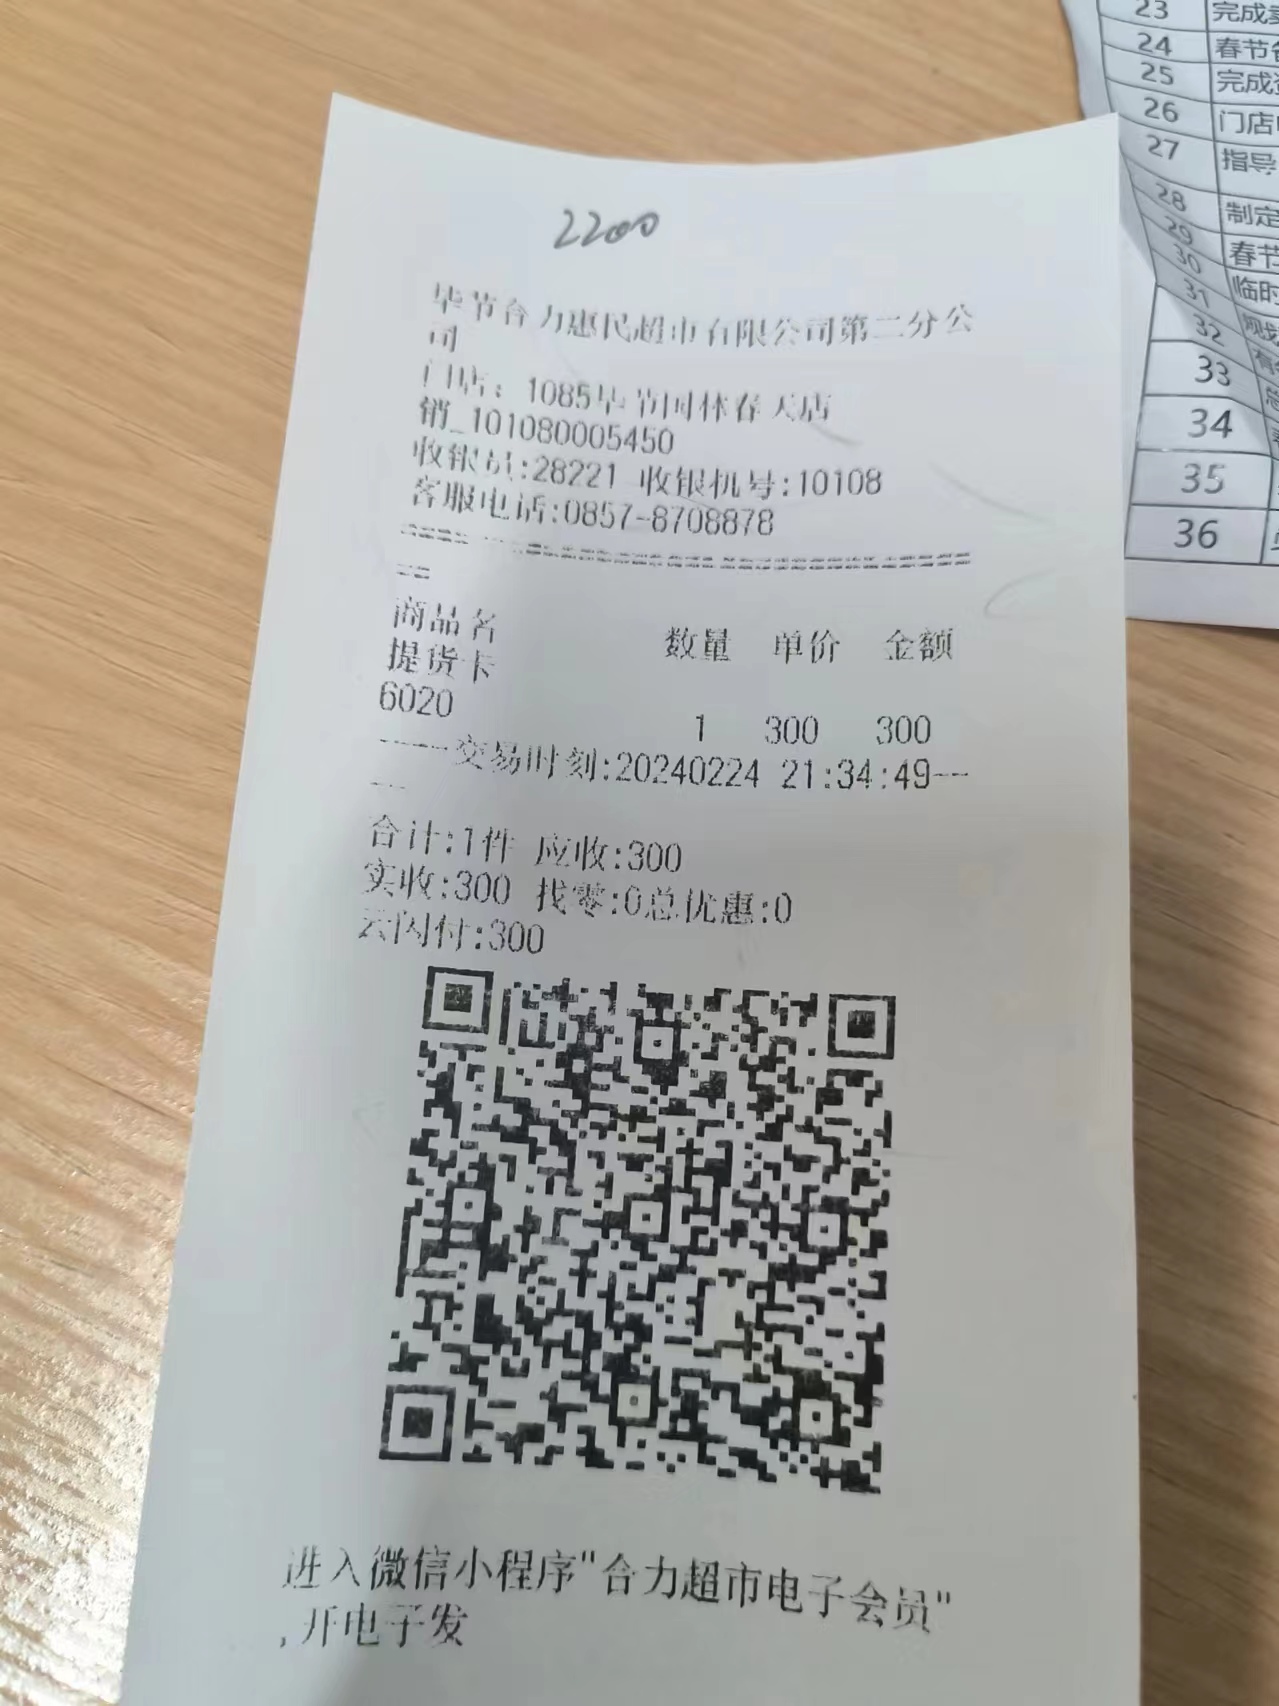 2200
毕节合力惠民超市有限公司第二分公
司
门店：1085毕节园林春天店
销_101080005450
收银员:28221 收银机号:10108
客服电话:0857-8708878
商品名 数量 单价 金额
提货卡
6020
1 300 300
-----交易时刻:20240224 21:34:49--
---
合计:1件 应收:300
实收:300 找零:0总优惠:0
云闪付:300
进入微信小程序"合力超市电子会员"
,开电子发
23 完成
24 春节
25 完成
26 门店
27 指导
28 制定
29 春节
30 临时
31 规划
32
33
34
35
36